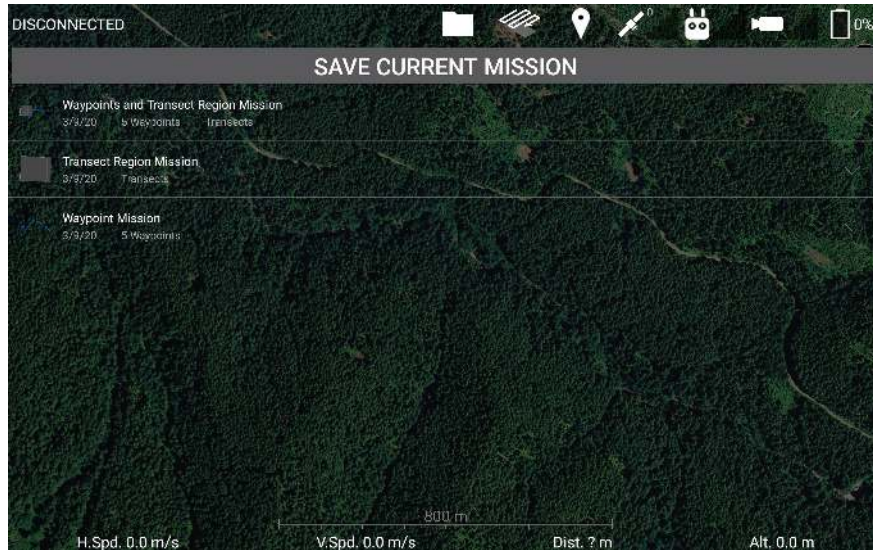 DISCONNECTED
0
0%
SAVE CURRENT MISSION
Waypoints and Transect Region Mission
3/9/20 5 Waypoints Transects
Transect Region Mission
3/9/20 Transects
Waypoint Mission
3/9/20 5 Waypoints
800 m
H.Spd. 0.0 m/s V.Spd. 0.0 m/s Dist. ? m Alt. 0.0 m